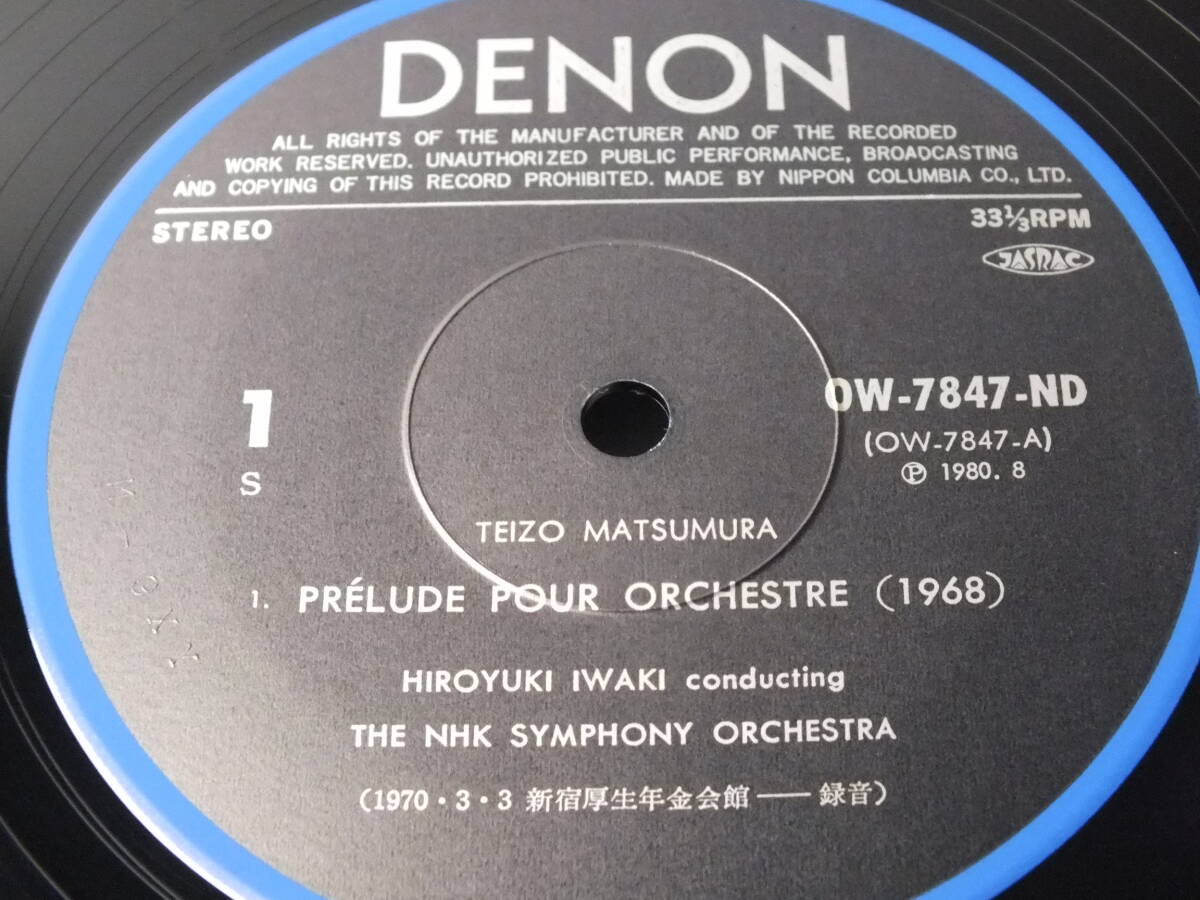 DENON
ALL RIGHTS OF THE MANUFACTURER AND OF THE RECORDED
WORK RESERVED. UNAUTHORIZED PUBLIC PERFORMANCE, BROADCASTING
AND COPYING OF THIS RECORD PROHIBITED. MADE BY NIPPON COLUMBIA CO., LTD.
STEREO 33⅓RPM
JASRAC
1 OW-7847-ND
(OW-7847-A)
S Ⓟ 1980. 8
TEIZO MATSUMURA
1. PRÉLUDE POUR ORCHESTRE (1968)
HIROYUKI IWAKI conducting
THE NHK SYMPHONY ORCHESTRA
(1970・3・3 新宿厚生年金会館――録音)